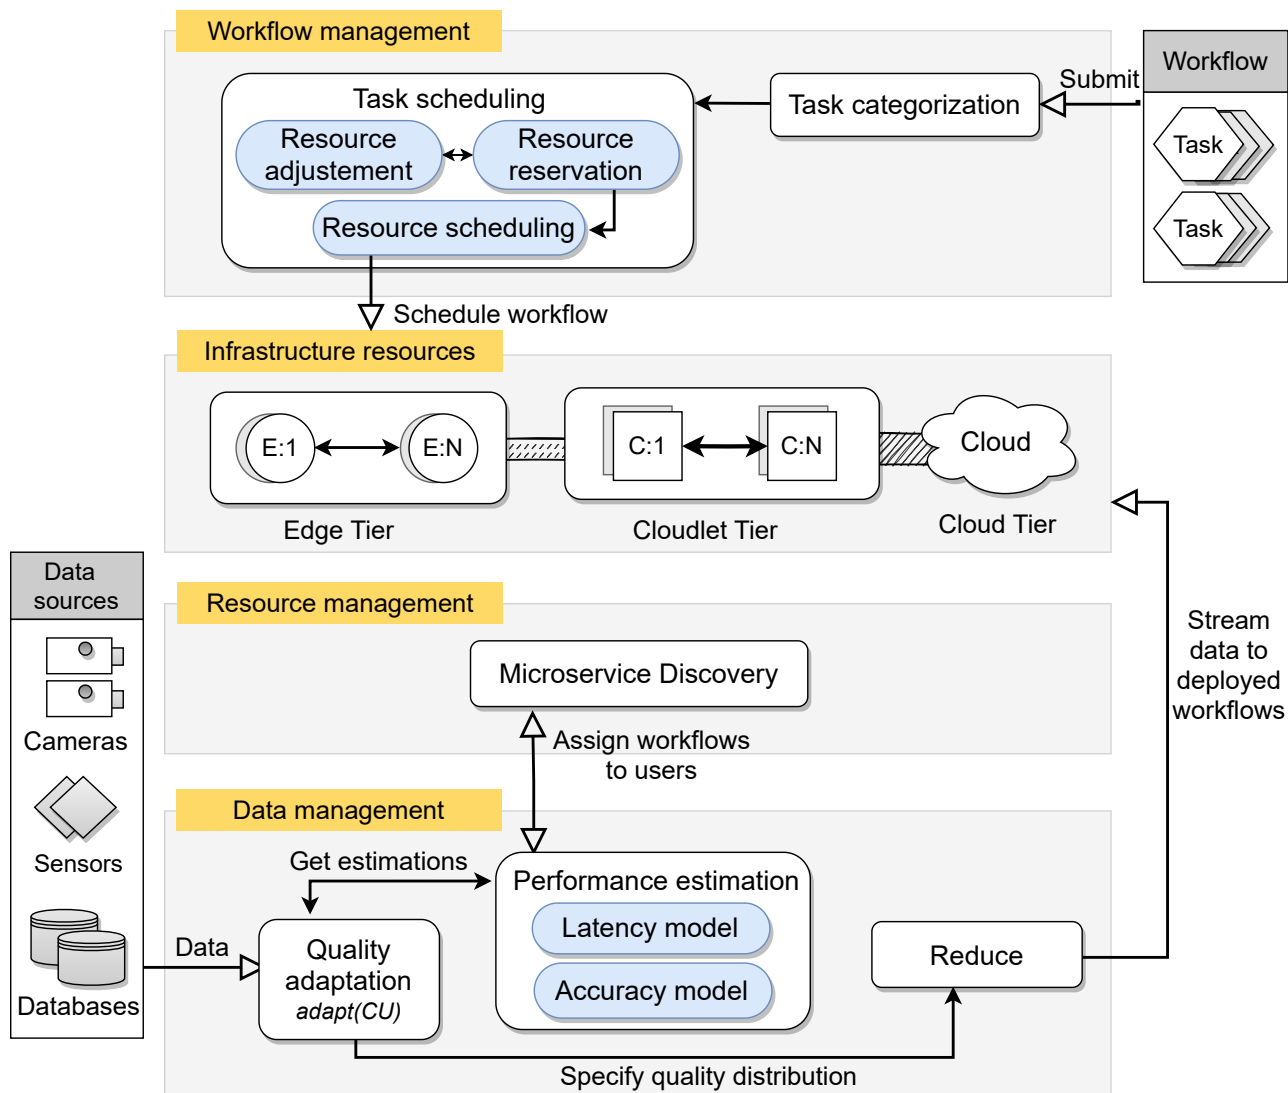 Workflow management
Workflow
Submit
Task categorization
Task scheduling
Resource
adjustement
Resource
reservation
Resource scheduling
Task
Task
Schedule workflow
Infrastructure resources
E:1
E:N
C:1
C:N
Cloud
Edge Tier
Cloudlet Tier
Cloud Tier
Data
sources
Cameras
Sensors
Databases
Resource management
Microservice Discovery
Assign workflows
to users
Stream
data to
deployed
workflows
Data management
Get estimations
Performance estimation
Latency model
Accuracy model
Data
Quality
adaptation
adapt(CU)
Reduce
Specify quality distribution